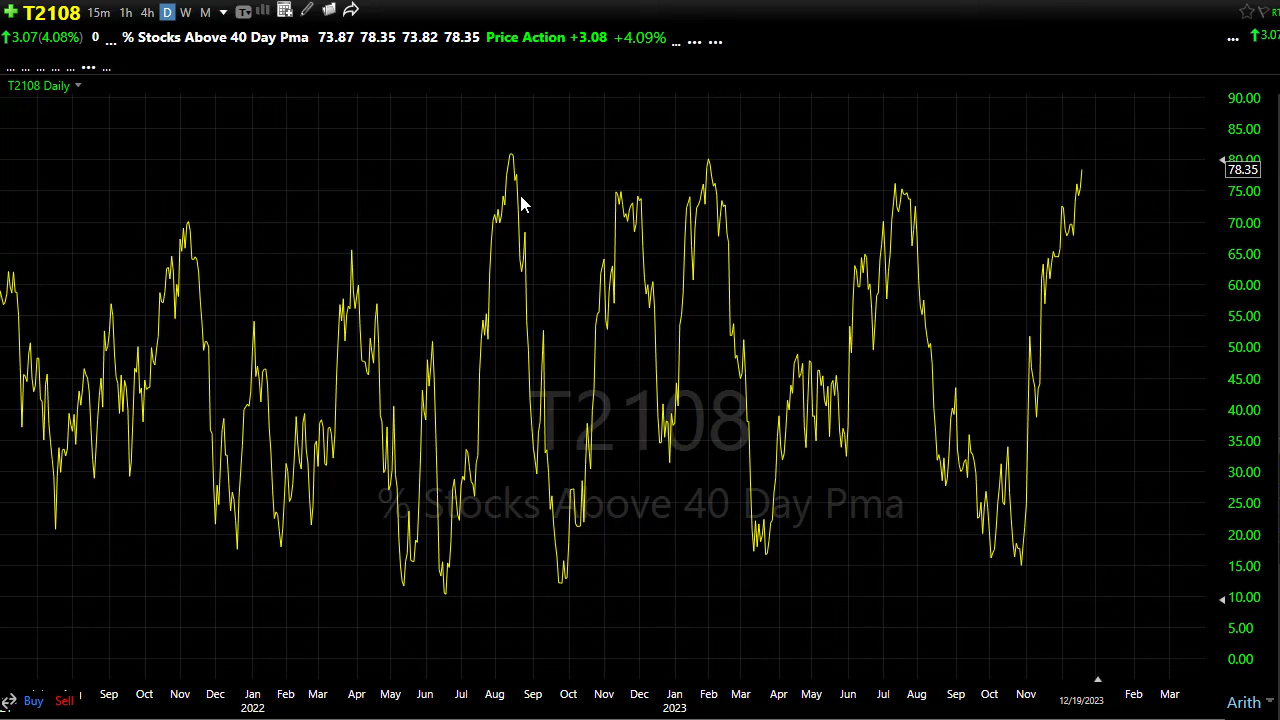 T2108 15m 1h 4h D W M T
↑3.07(4.08%) 0 ... % Stocks Above 40 Day Pma 73.87 78.35 73.82 78.35 Price Action +3.08 +4.09% ... ... ... ... ↑3.07
... ... ... ... ... ... ...
T2108 Daily
90.00
85.00
80.00
78.35
75.00
70.00
65.00
60.00
55.00
50.00
45.00
40.00
35.00
30.00
25.00
20.00
15.00
10.00
5.00
0.00
T2108
% Stocks Above 40 Day Pma
Buy Sell
Sep Oct Nov Dec Jan Feb Mar Apr May Jun Jul Aug Sep Oct Nov Dec Jan Feb Mar Apr May Jun Jul Aug Sep Oct Nov 12/19/2023 Feb Mar
2022 2023
Arith